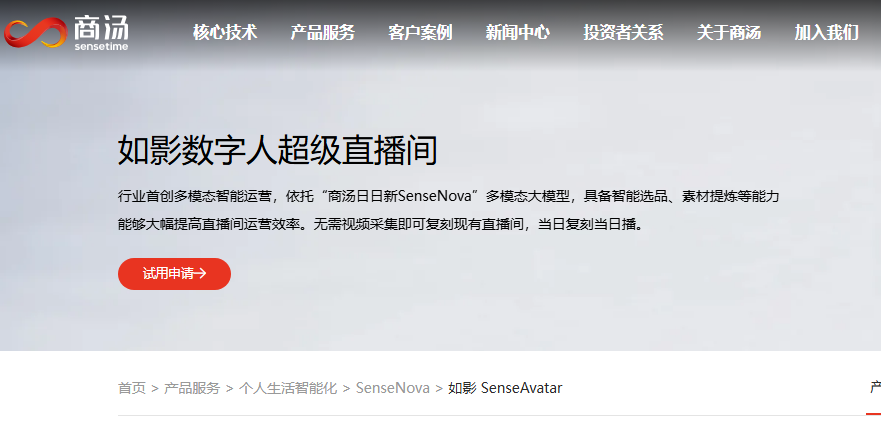 商汤
sensetime
核心技术 产品服务 客户案例 新闻中心 投资者关系 关于商汤 加入我们
如影数字人超级直播间
行业首创多模态智能运营，依托“商汤日日新SenseNova”多模态大模型，具备智能选品、素材提炼等能力
能够大幅提高直播间运营效率。无需视频采集即可复刻现有直播间，当日复刻当日播。
试用申请→
首页 > 产品服务 > 个人生活智能化 > SenseNova > 如影 SenseAvatar